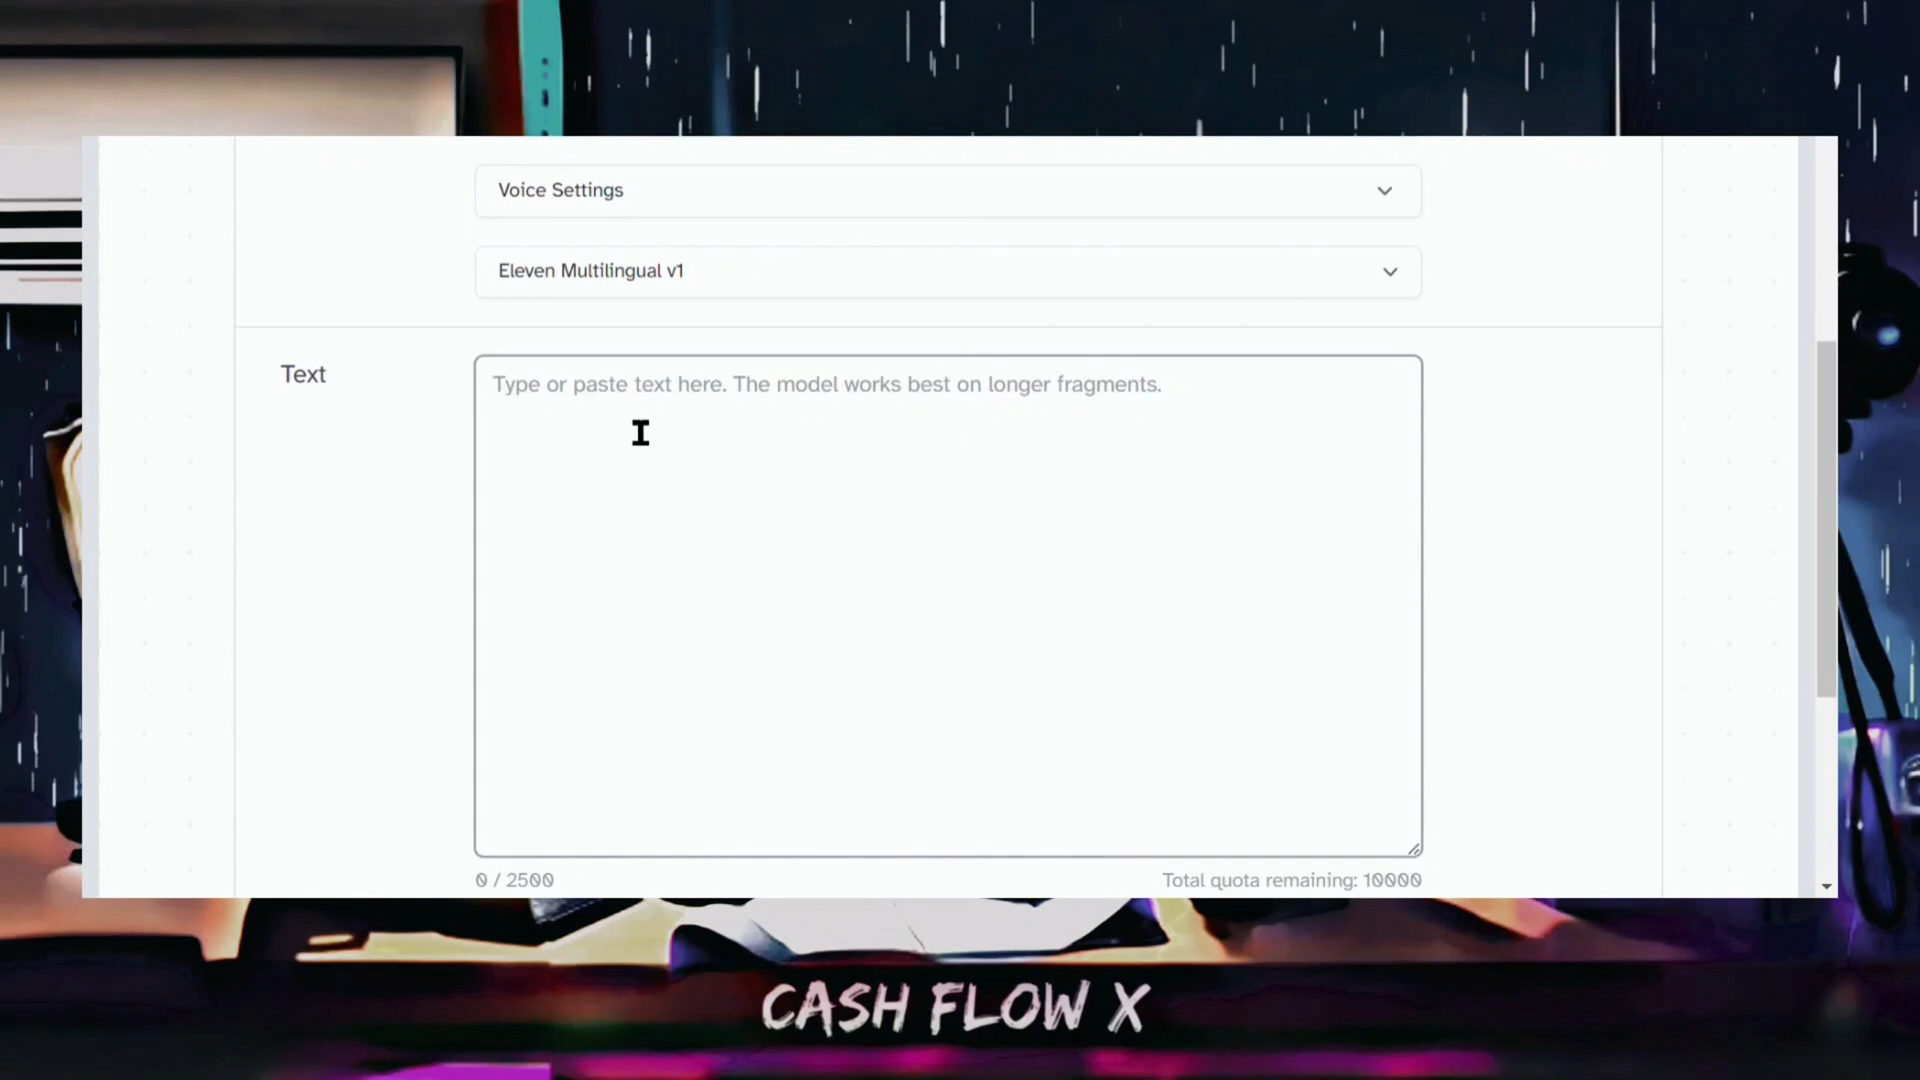 Voice Settings
Eleven Multilingual v1
Text
Type or paste text here. The model works best on longer fragments.
0 / 2500
Total quota remaining: 10000
CASH FLOW X